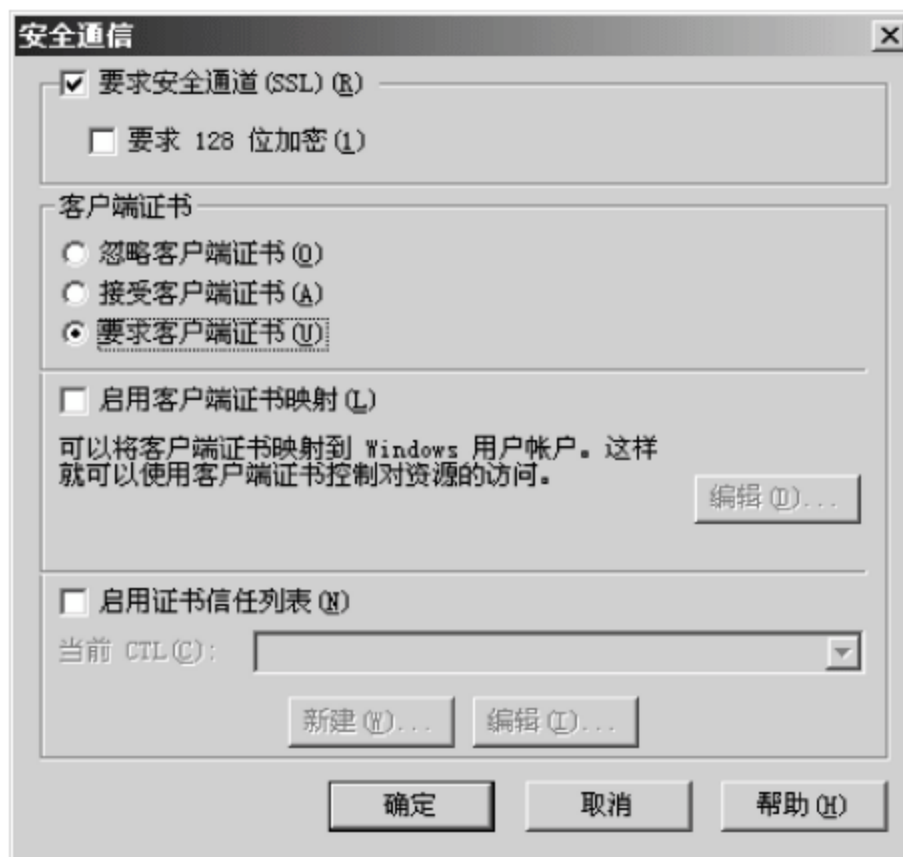 安全通信
要求安全通道(SSL)(R)
要求 128 位加密(1)
客户端证书
忽略客户端证书(O)
接受客户端证书(A)
要求客户端证书(U)
启用客户端证书映射(L)
可以将客户端证书映射到 Windows 用户帐户。这样
就可以使用客户端证书控制对资源的访问。
编辑(D)...
启用证书信任列表(N)
当前 CTL(C):
新建(W)...
编辑(I)...
确定
取消
帮助(H)